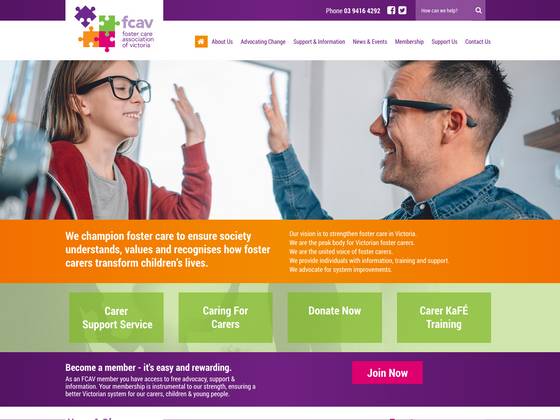 Phone 03 9416 4292
How can we help?
fcav
foster care
association
of victoria
About Us
Advocating Change
Support & Information
News & Events
Membership
Support Us
Contact Us
We champion foster care to ensure society
understands, values and recognises how foster
carers transform children's lives.
Our vision is to strengthen foster care in Victoria.
We are the peak body for Victorian foster carers.
We are the united voice of foster carers.
We provide individuals with information, training and support.
We advocate for system improvements.
Carer
Support Service
Caring For
Carers
Donate Now
Carer KaFÉ
Training
Become a member - it's easy and rewarding.
As an FCAV member you have access to free advocacy, support &
information. Your membership is instrumental to our strength, ensuring a
better Victorian system for our carers, children & young people.
Join Now